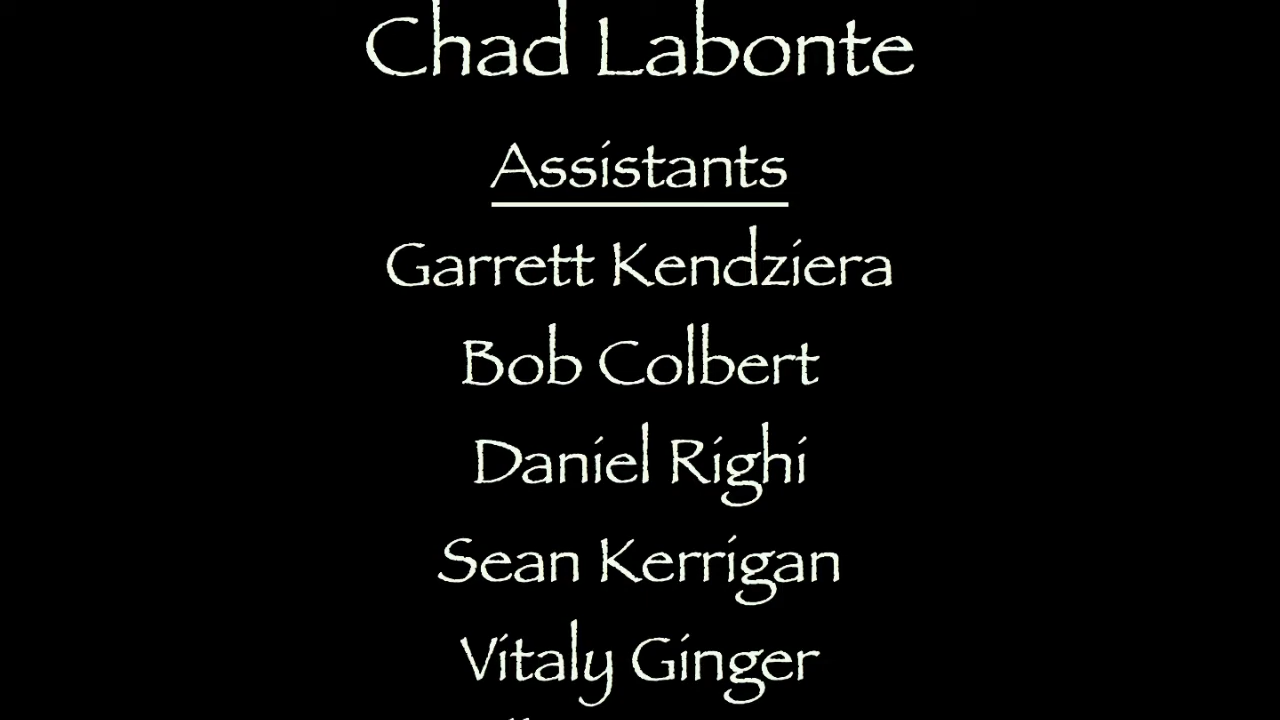 Chad Labonte
Assistants
Garrett Kendziera
Bob Colbert
Daniel Righi
Sean Kerrigan
Vitaly Ginger